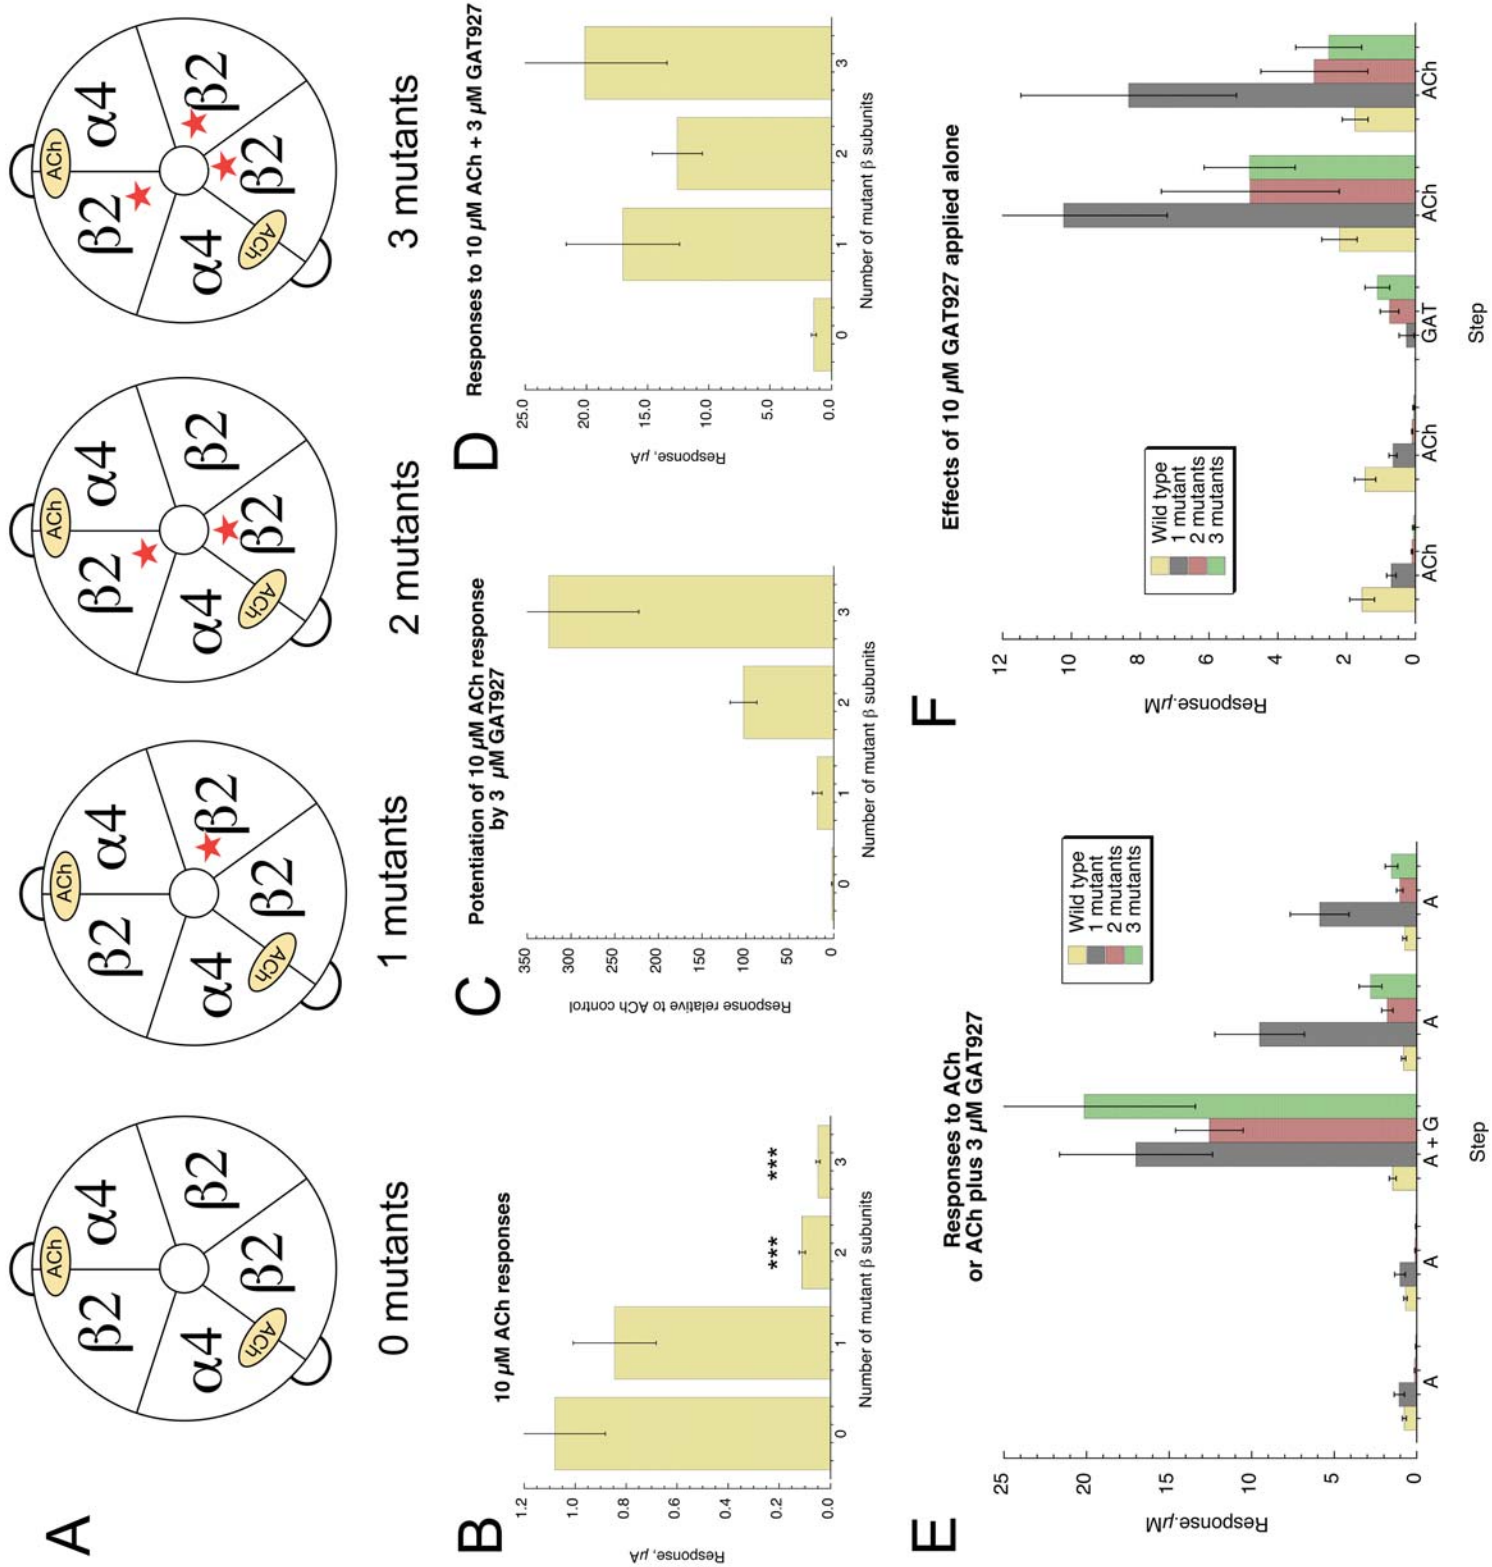 A
ACh
β2
α4
α4
β2
β2
ACh
0 mutants
ACh
β2
α4
α4
β2
β2
ACh
1 mutants
ACh
β2
α4
α4
β2
β2
ACh
2 mutants
ACh
β2
α4
α4
β2
β2
ACh
3 mutants
B
10 µM ACh responses
Response, µA
1.2
1.0
0.8
0.6
0.4
0.2
0.0
*** ***
0 1 2 3
Number of mutant β subunits
C
Potentiation of 10 µM ACh response
by 3 µM GAT927
Response relative to ACh control
350
300
250
200
150
100
50
0
0 1 2 3
Number of mutant β subunits
D
Responses to 10 µM ACh + 3 µM GAT927
Response, µA
25.0
20.0
15.0
10.0
5.0
0.0
0 1 2 3
Number of mutant β subunits
E
Responses to ACh
or ACh plus 3 µM GAT927
Response.µM
25
20
15
10
5
0
Wild type
1 mutant
2 mutants
3 mutants
A A A + G A A
Step
F
Effects of 10 µM GAT927 applied alone
Response.µM
12
10
8
6
4
2
0
Wild type
1 mutant
2 mutants
3 mutants
ACh ACh GAT ACh ACh
Step